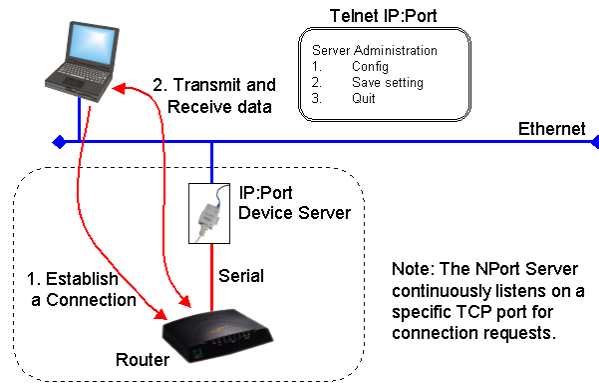 Telnet IP:Port
Server Administration
1. Config
2. Save setting
3. Quit
2. Transmit and
Receive data
Ethernet
IP:Port
Device Server
1. Establish
a Connection
Serial
Router
Note: The NPort Server
continuously listens on a
specific TCP port for
connection requests.